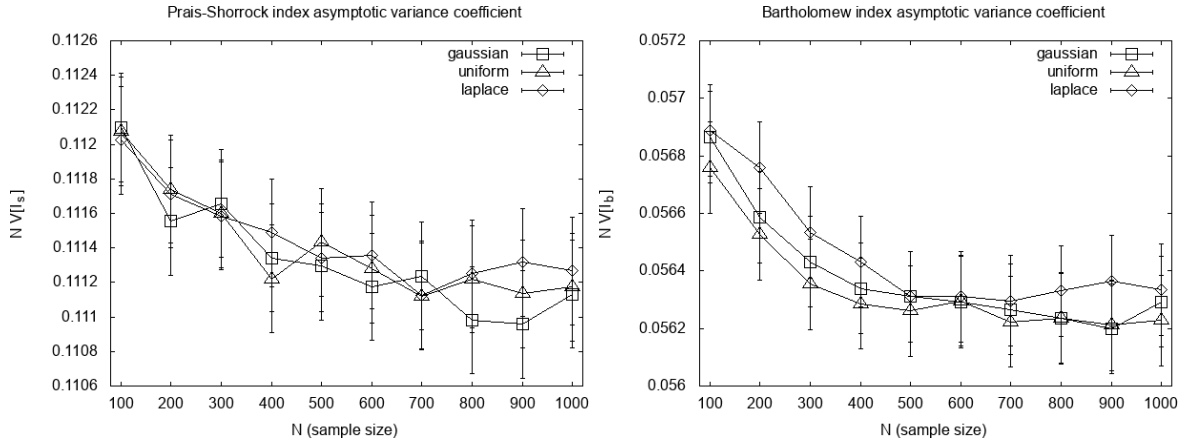 Prais-Shorrock index asymptotic variance coefficient
0.1126
0.1124
0.1122
0.112
0.1118
0.1116
0.1114
0.1112
0.111
0.1108
0.1106
N V[Is]
gaussian
uniform
laplace
100 200 300 400 500 600 700 800 900 1000
N (sample size)
Bartholomew index asymptotic variance coefficient
0.0572
0.057
0.0568
0.0566
0.0564
0.0562
0.056
N V[Ib]
gaussian
uniform
laplace
100 200 300 400 500 600 700 800 900 1000
N (sample size)